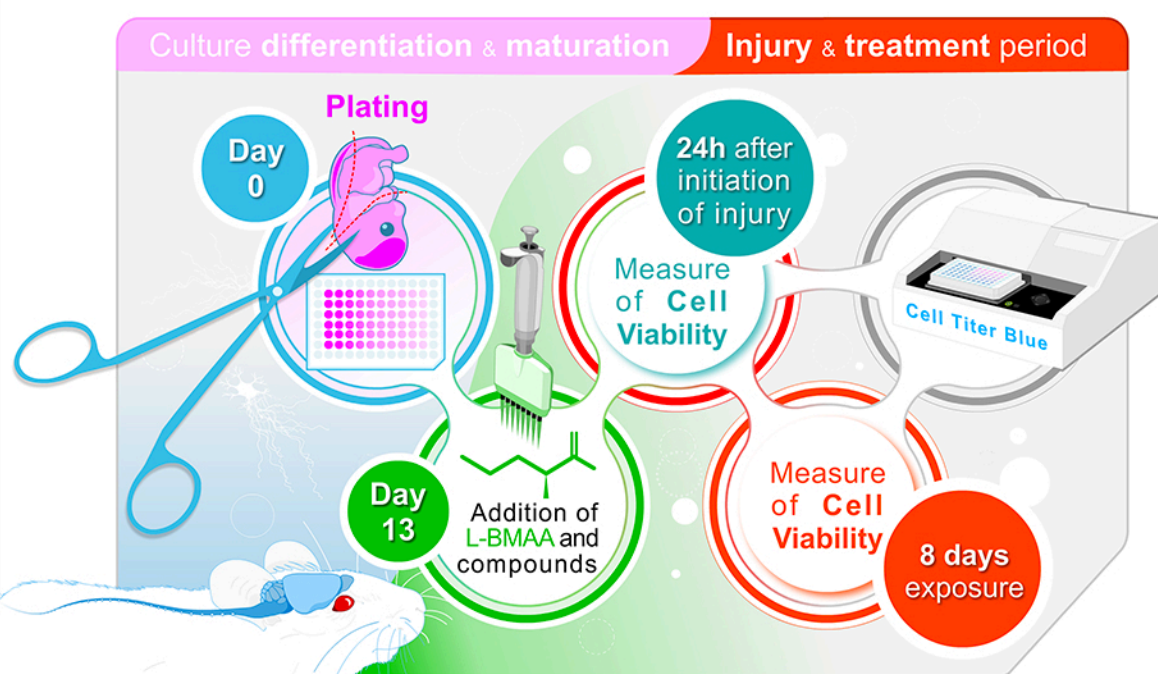 Culture differentiation & maturation
Injury & treatment period
Plating
Day
0
24h after
initiation
of injury
Measure
of Cell
Viability
Cell Titer Blue
Day
13
Addition of
L-BMAA and
compounds
Measure
of Cell
Viability
8 days
exposure